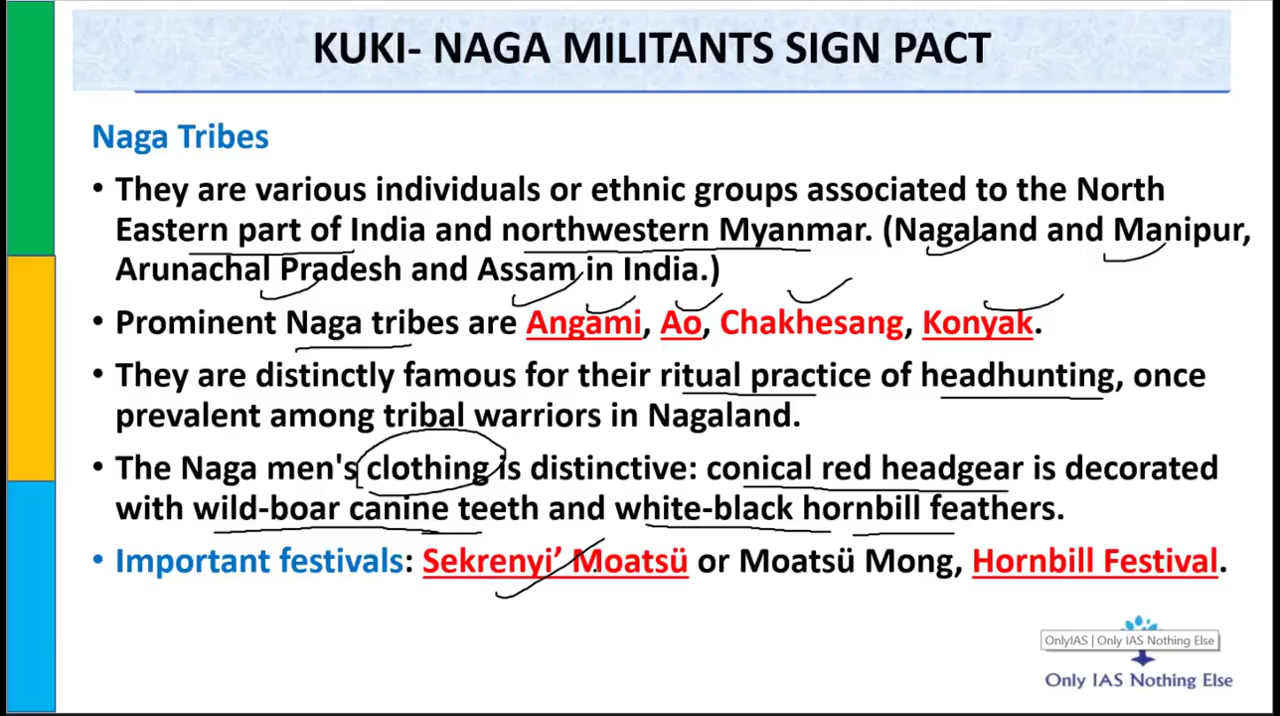 KUKI- NAGA MILITANTS SIGN PACT
Naga Tribes
• They are various individuals or ethnic groups associated to the North
Eastern part of India and northwestern Myanmar. (Nagaland and Manipur,
Arunachal Pradesh and Assam in India.)
• Prominent Naga tribes are Angami, Ao, Chakhesang, Konyak.
• They are distinctly famous for their ritual practice of headhunting, once
prevalent among tribal warriors in Nagaland.
• The Naga men's clothing is distinctive: conical red headgear is decorated
with wild-boar canine teeth and white-black hornbill feathers.
• Important festivals: Sekrenyi’ Moatsü or Moatsü Mong, Hornbill Festival.
OnlyIAS | Only IAS Nothing Else
Only IAS Nothing Else